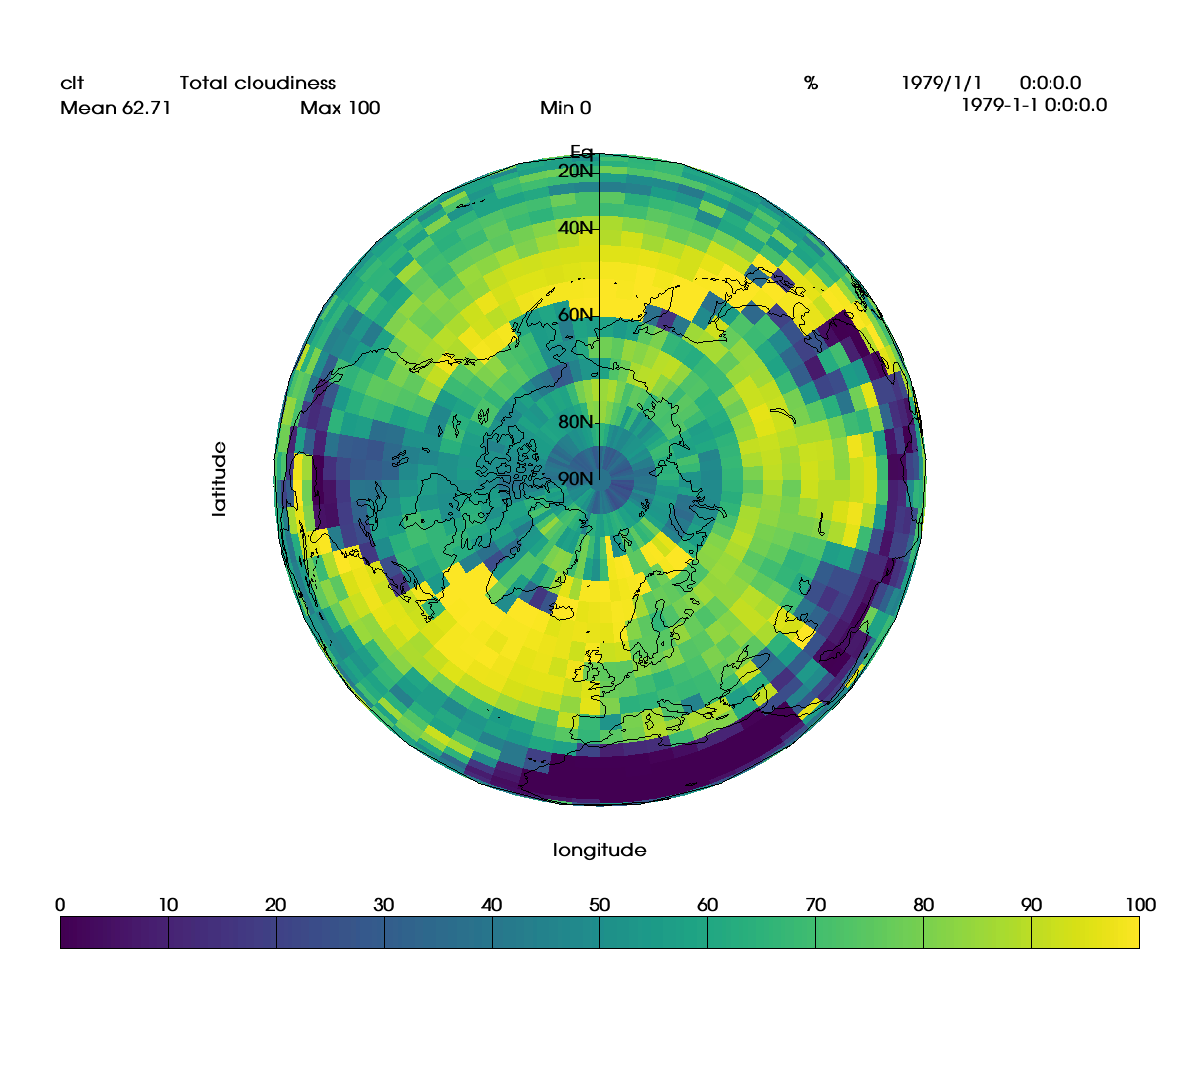 clt Total cloudiness % 1979/1/1 0:0:0.0
Mean 62.71 Max 100 Min 0 1979-1-1 0:0:0.0
Eq
20N
40N
60N
80N
90N
latitude
longitude
0 10 20 30 40 50 60 70 80 90 100